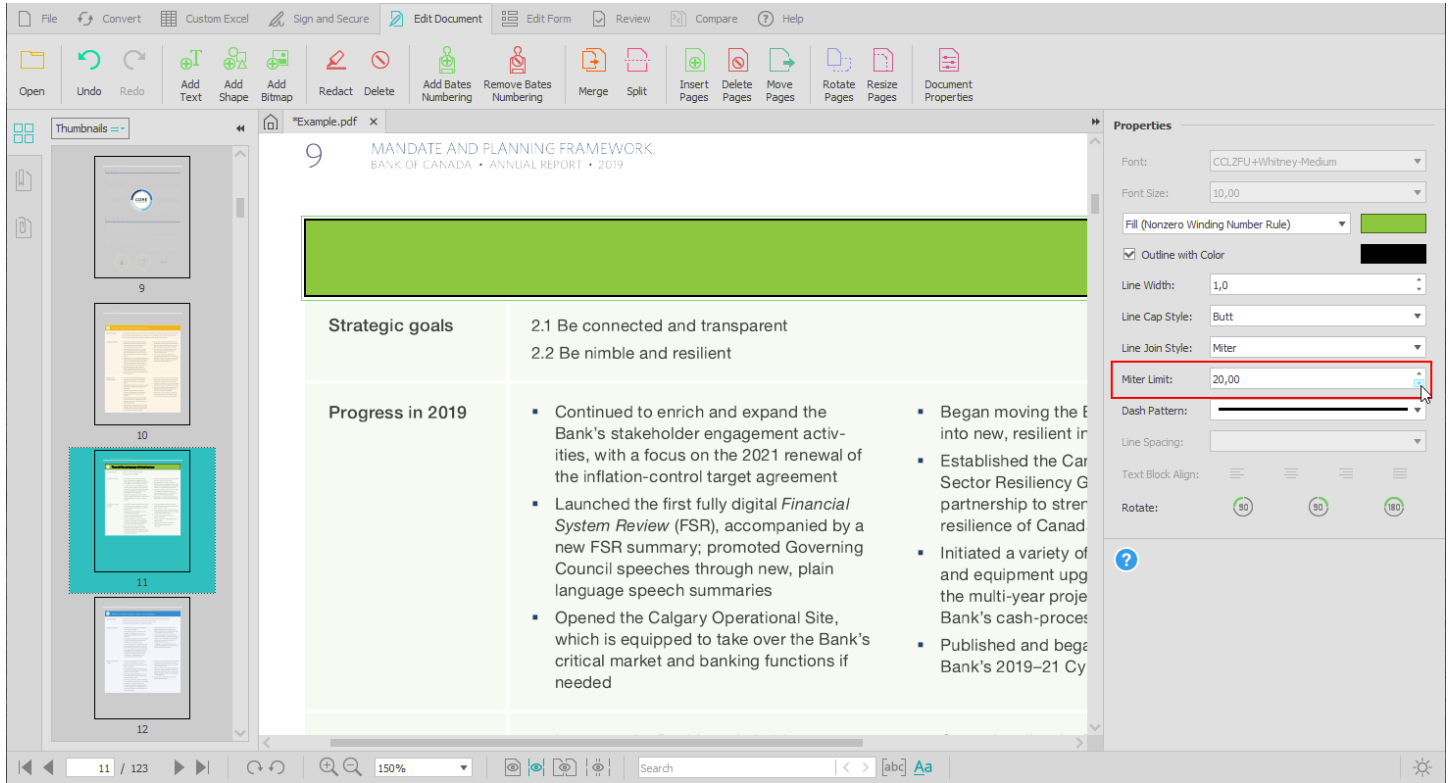 File Convert Custom Excel Sign and Secure Edit Document Edit Form Review Compare Help
Open Undo Redo Add Text Add Shape Add Bitmap Redact Delete Add Bates Numbering Remove Bates Numbering Merge Split Insert Pages Delete Pages Move Pages Rotate Pages Resize Pages Document Properties
Thumbnails
*Example.pdf
CORE
9
10
11
12
9 MANDATE AND PLANNING FRAMEWORK
BANK OF CANADA • ANNUAL REPORT • 2019
Strategic goals
2.1 Be connected and transparent
2.2 Be nimble and resilient
Progress in 2019
▪ Continued to enrich and expand the
Bank's stakeholder engagement activ-
ities, with a focus on the 2021 renewal of
the inflation-control target agreement
▪ Launched the first fully digital Financial
System Review (FSR), accompanied by a
new FSR summary; promoted Governing
Council speeches through new, plain
language speech summaries
▪ Opened the Calgary Operational Site,
which is equipped to take over the Bank's
critical market and banking functions if
needed
▪ Began moving the
into new, resilient
▪ Established the
Sector Resiliency G
partnership to
resilience of Canad
▪ Initiated a variety of
and equipment upg
the multi-year proje
Bank's cash-proces
▪ Published and bega
Bank's 2019–21 Cy
Properties
Font: CCLZFU+Whitney-Medium
Font Size: 10,00
Fill (Nonzero Winding Number Rule)
Outline with Color
Line Width: 1,0
Line Cap Style: Butt
Line Join Style: Miter
Miter Limit: 20,00
Dash Pattern:
Line Spacing:
Text Block Align:
Rotate: 90 90 180
?
11 / 123 150% Search abc Aa